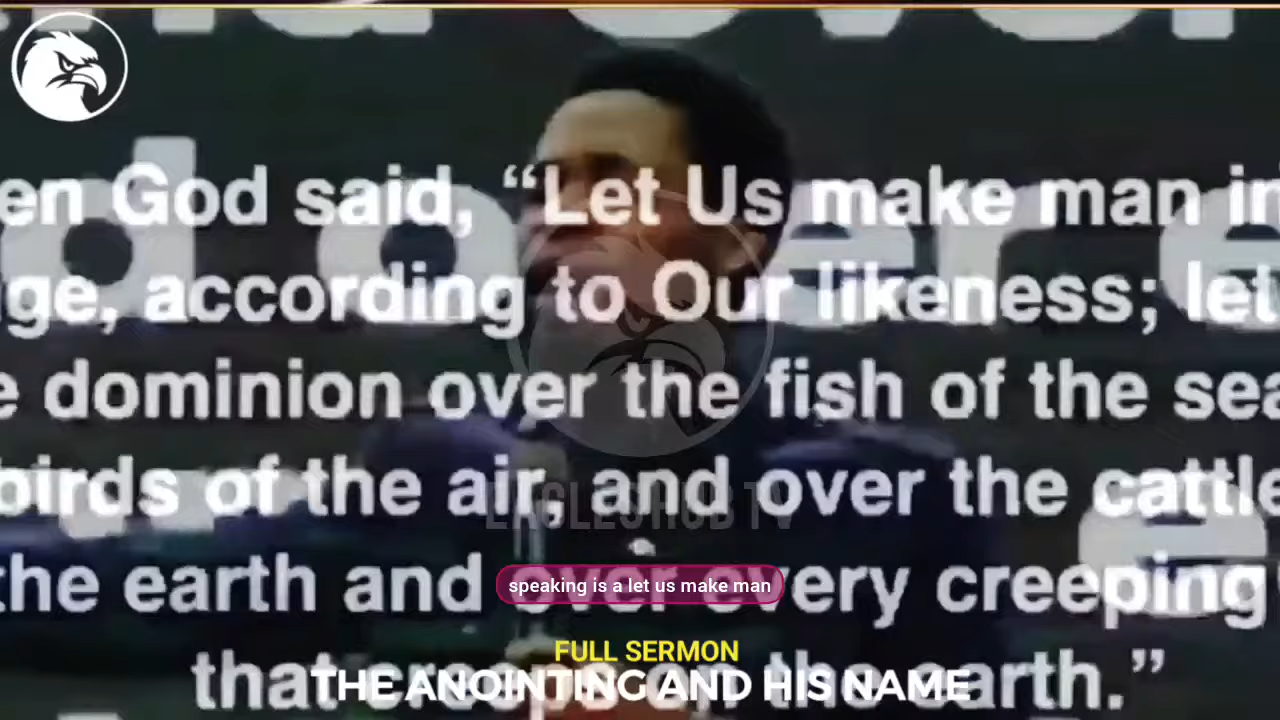 en God said, “Let Us make man in
ge, according to Our likeness; let
e dominion over the fish of the sea
birds of the air, and over the cattle
the earth and over every creeping
that creeps on the earth.”
EAGLESHUB TV
speaking is a let us make man
FULL SERMON
THE ANOINTING AND HIS NAME